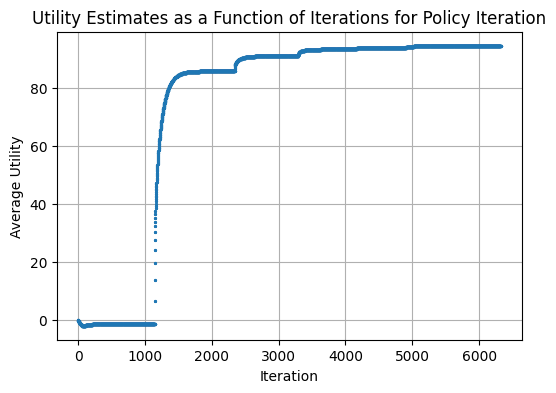 Utility Estimates as a Function of Iterations for Policy Iteration
Average Utility
80
60
40
20
0
0 1000 2000 3000 4000 5000 6000
Iteration